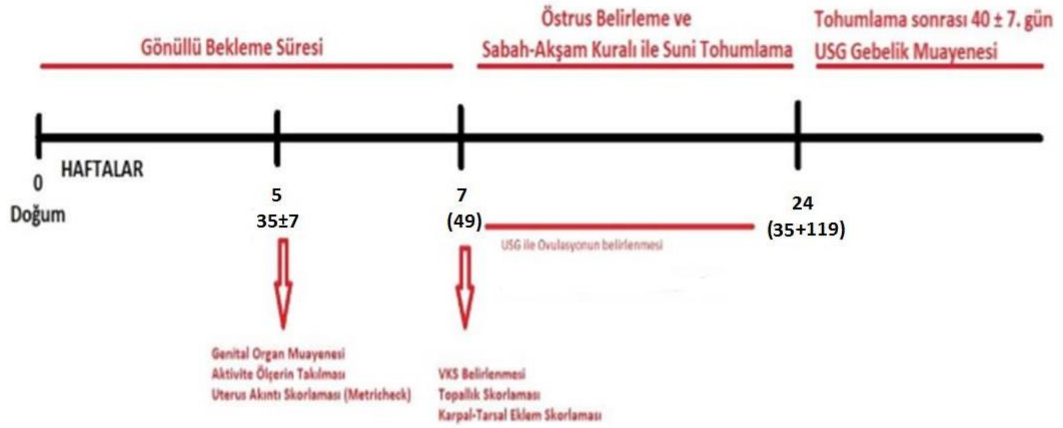 Gönüllü Bekleme Süresi
Östrus Belirleme ve
Sabah-Akşam Kuralı ile Suni Tohumlama
Tohumlama sonrası 40 ± 7. gün
USG Gebelik Muayenesi
0
HAFTALAR
Doğum
5
35±7
7
(49)
24
(35+119)
USG ile Ovulasyonun belirlenmesi
Genital Organ Muayenesi
Aktivite Ölçerin Takılması
Uterus Akıntı Skorlaması (Metricheck)
VKS Belirlenmesi
Topallık Skorlaması
Karpal-Tarsal Eklem Skorlaması